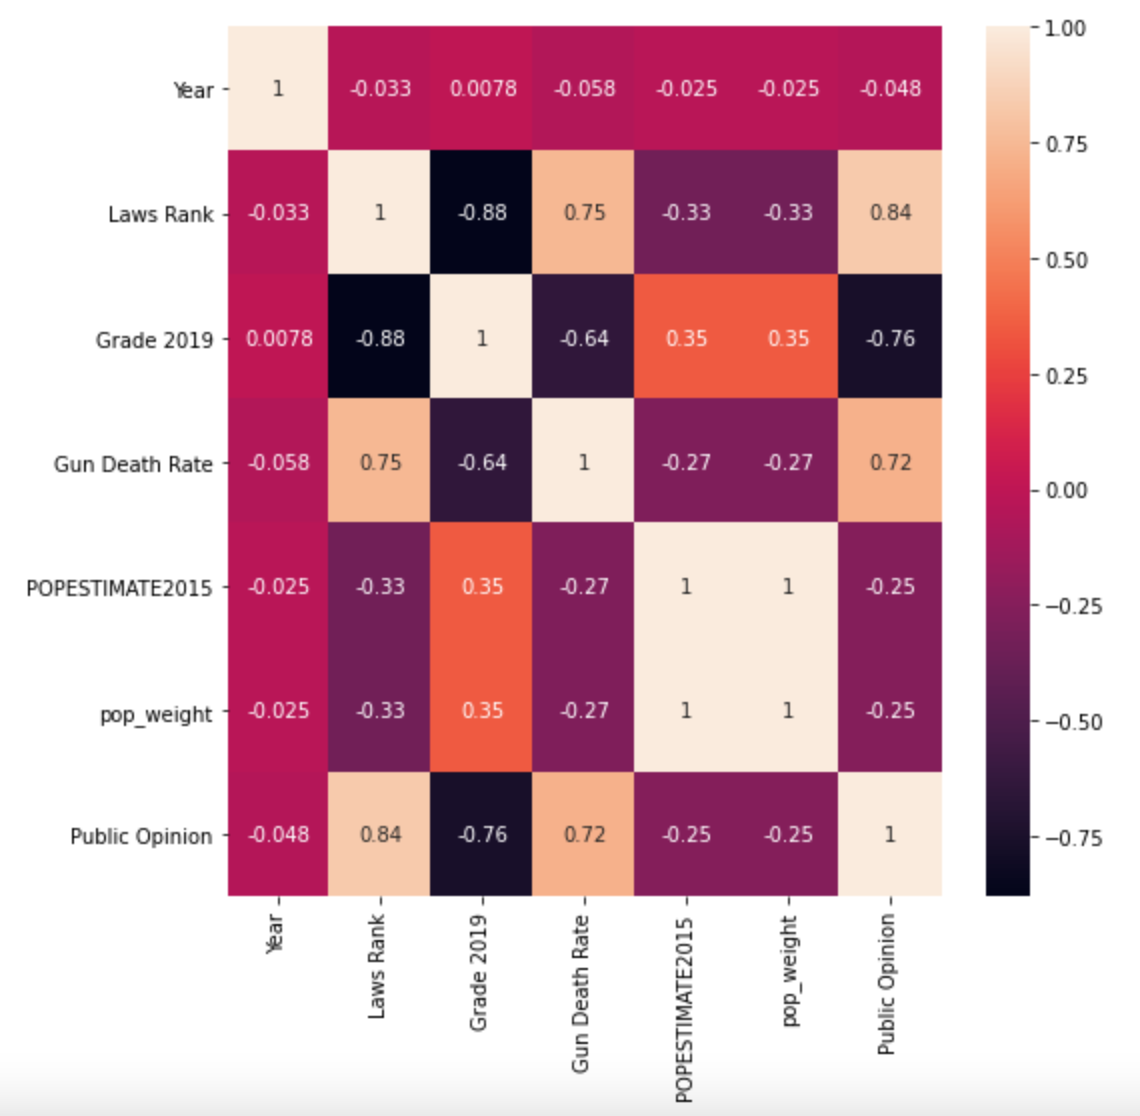 Year 1 -0.033 0.0078 -0.058 -0.025 -0.025 -0.048
Laws Rank -0.033 1 -0.88 0.75 -0.33 -0.33 0.84
Grade 2019 0.0078 -0.88 1 -0.64 0.35 0.35 -0.76
Gun Death Rate -0.058 0.75 -0.64 1 -0.27 -0.27 0.72
POPESTIMATE2015 -0.025 -0.33 0.35 -0.27 1 1 -0.25
pop_weight -0.025 -0.33 0.35 -0.27 1 1 -0.25
Public Opinion -0.048 0.84 -0.76 0.72 -0.25 -0.25 1
Year
Laws Rank
Grade 2019
Gun Death Rate
POPESTIMATE2015
pop_weight
Public Opinion
1.00
0.75
0.50
0.25
0.00
−0.25
−0.50
−0.75